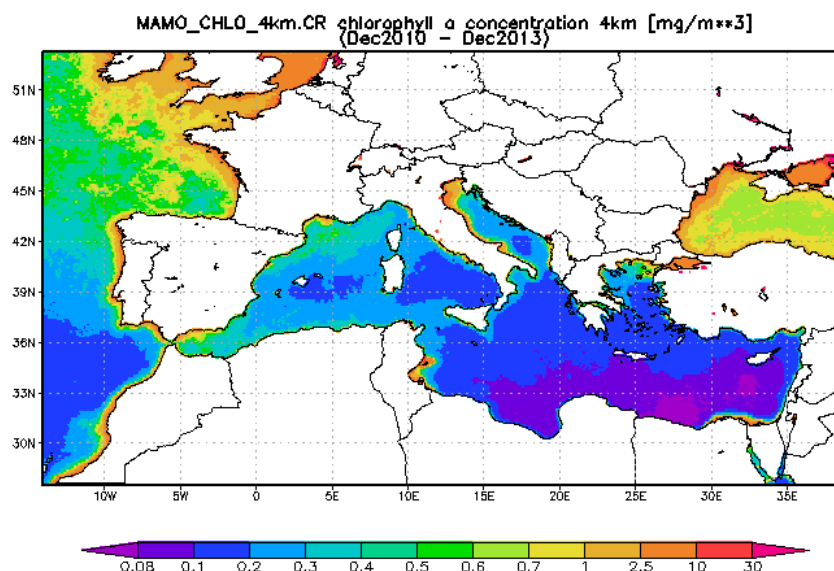 MAMO_CHLO_4km.CR chlorophyll a concentration 4km [mg/m**3]
(Dec2010 – Dec2013)
51N
48N
45N
42N
39N
36N
33N
30N
10W 5W 0 5E 10E 15E 20E 25E 30E 35E
0.08 0.1 0.2 0.3 0.4 0.5 0.6 0.7 1 2.5 10 30